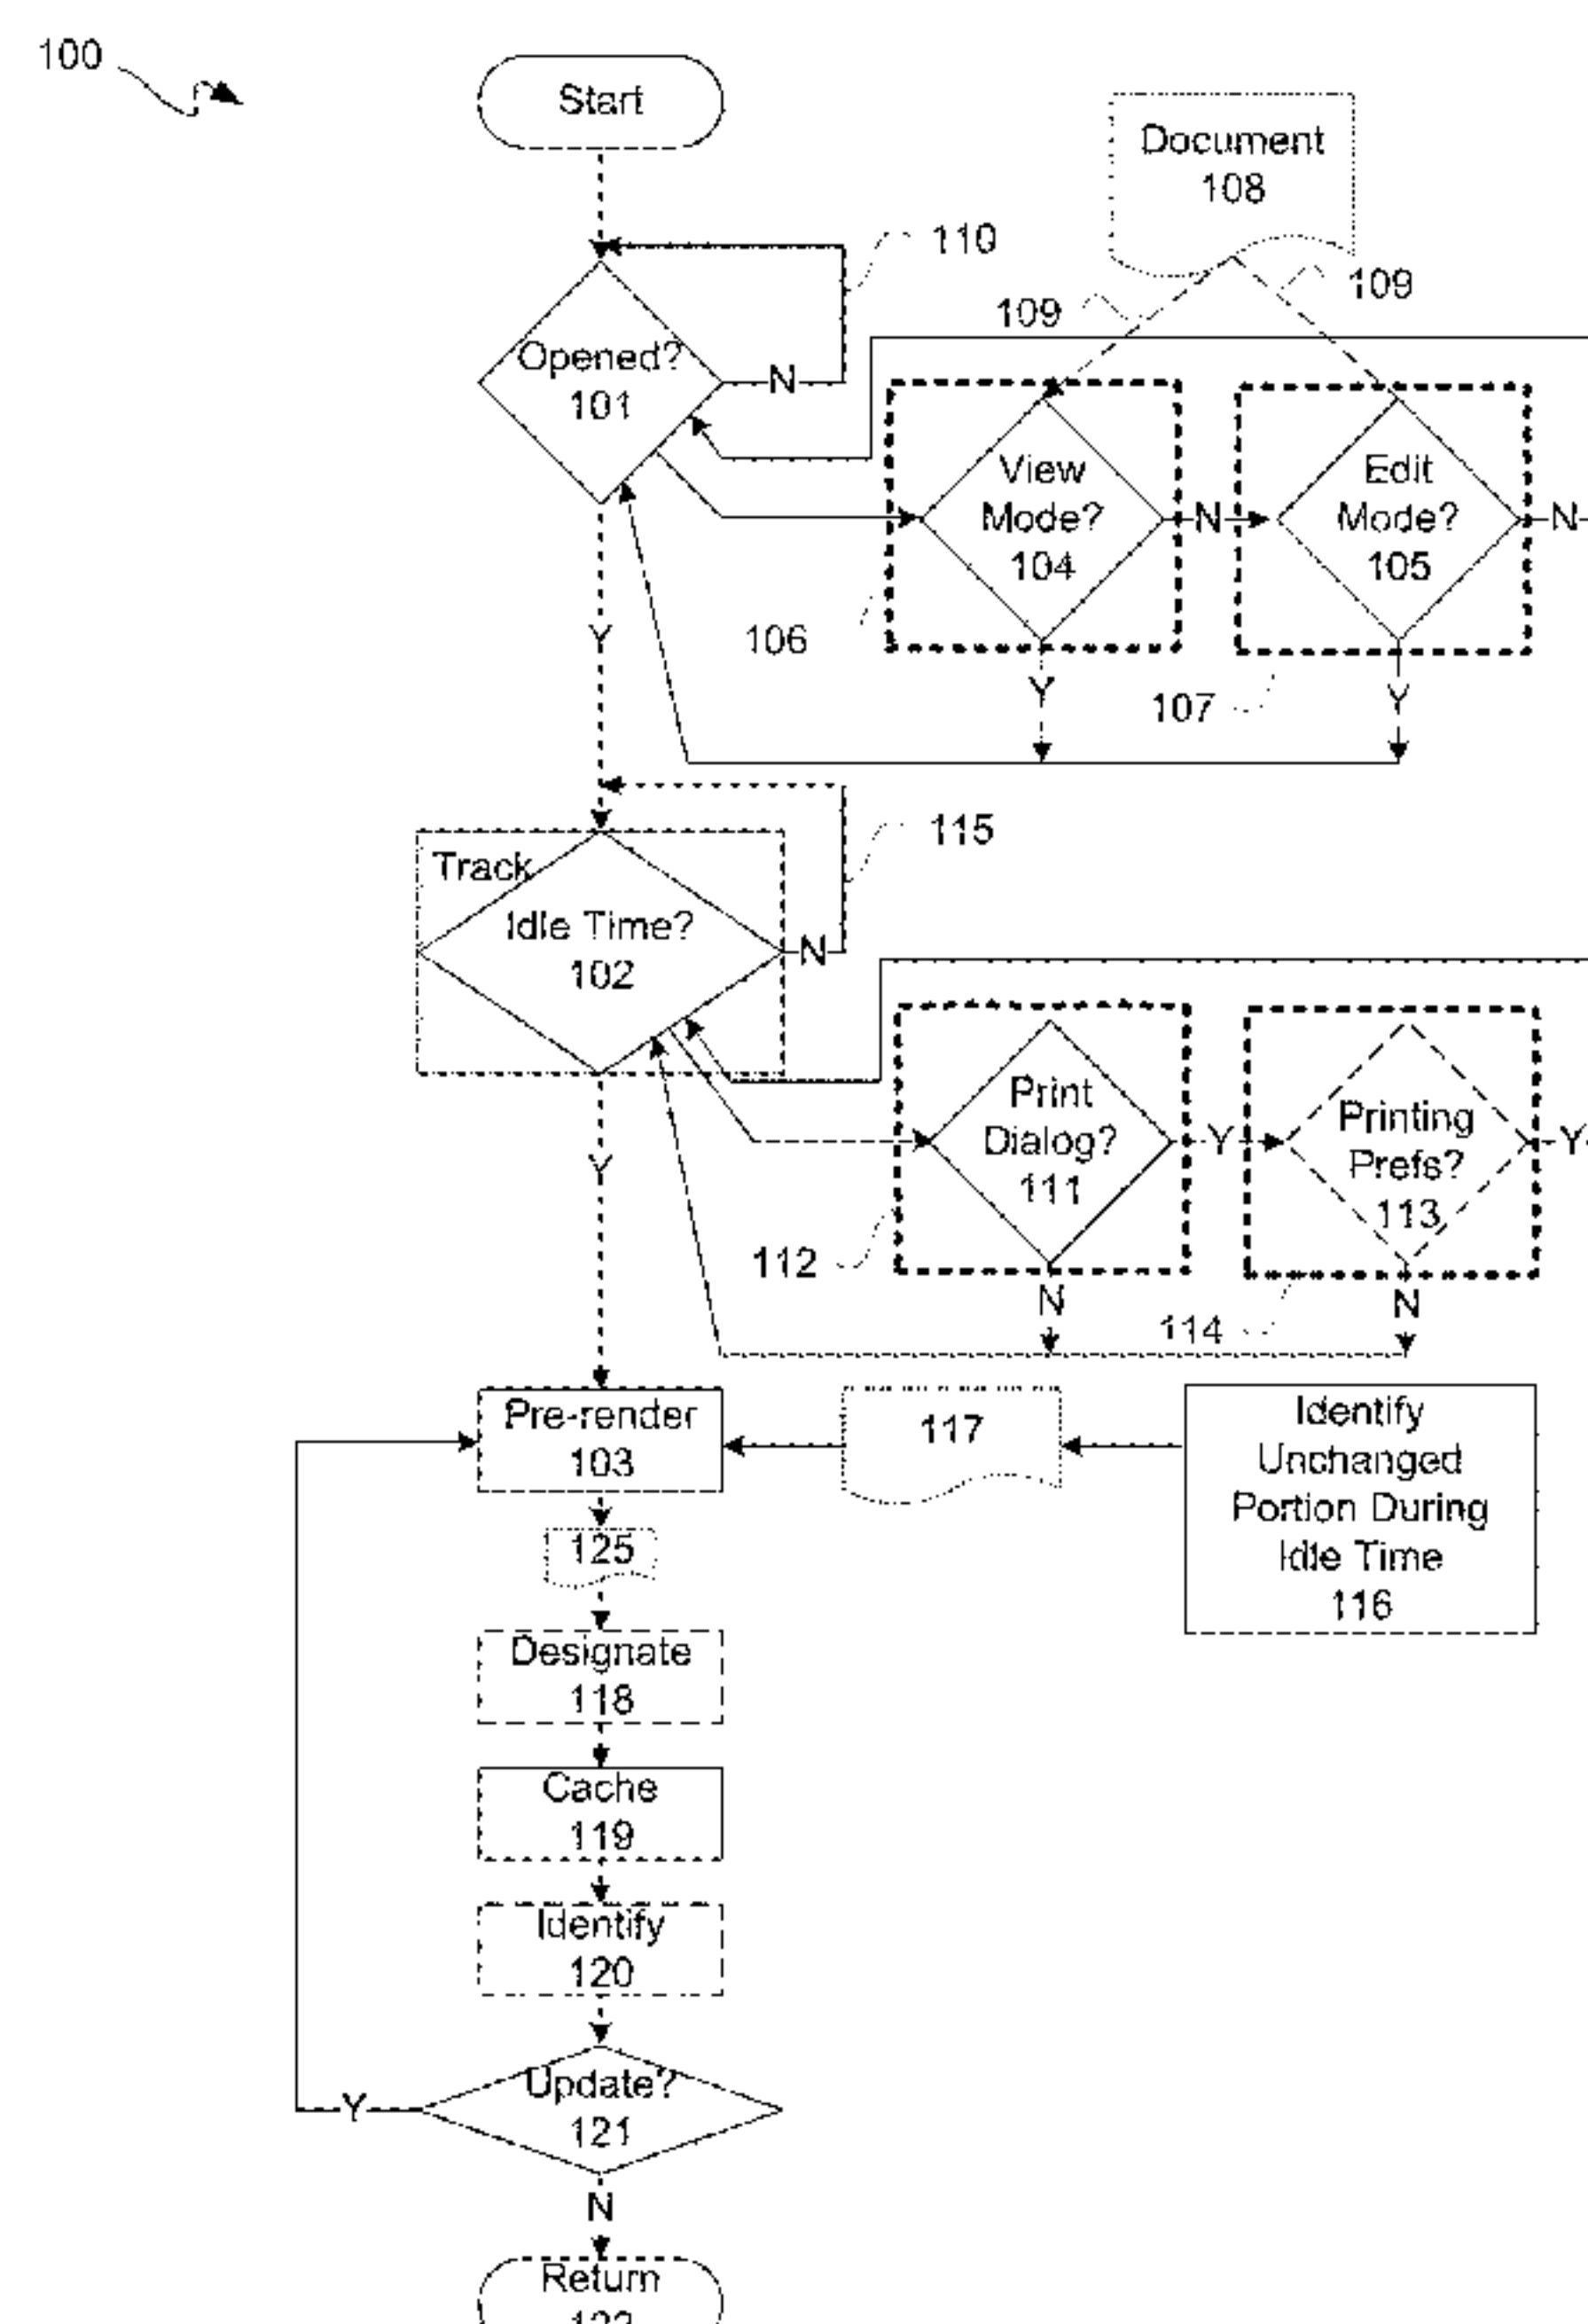 100
Start
Document
108
110
109
109
Opened?
101
N
View
Mode?
104
N
Edit
Mode?
105
N
106
Y
Y
107
Y
115
Track
Idle Time?
102
N
Print
Dialog?
111
Y
Printing
Prefs?
113
Y
Y
112
N
N
114
Pre-render
103
117
Identify
Unchanged
Portion During
Idle Time
116
125
Designate
118
Cache
119
Identify
120
Update?
121
Y
N
Return